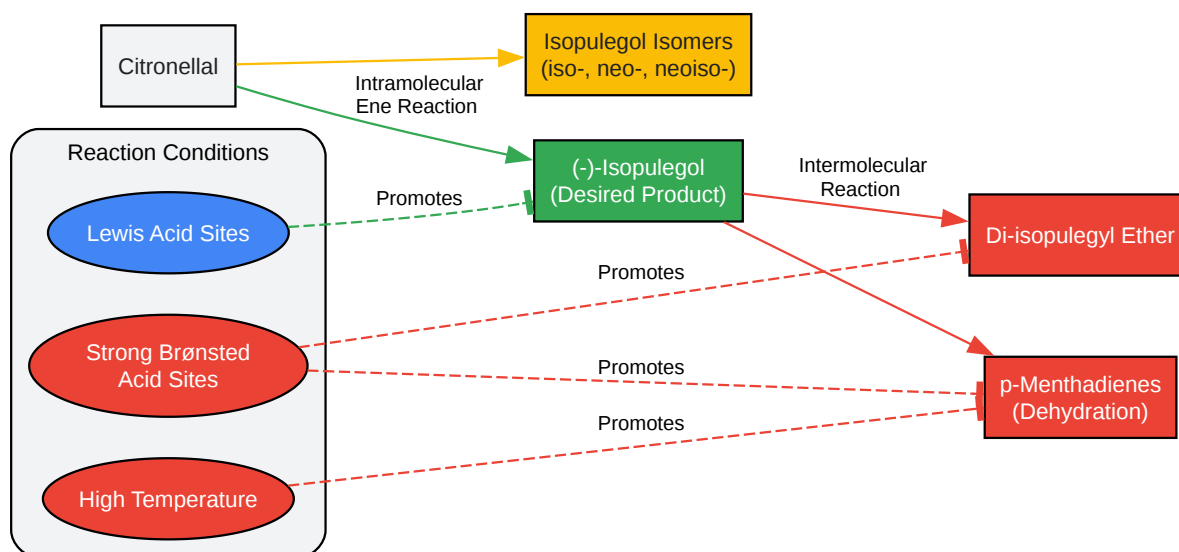 Citronellal
Isopulegol Isomers
(iso-, neo-, neoiso-)
Intramolecular
Ene Reaction
Reaction Conditions
(-)-Isopulegol
(Desired Product)
Intermolecular
Reaction
Promotes
Lewis Acid Sites
Di-isopulegyl Ether
Promotes
Strong Brønsted
Acid Sites
Promotes
p-Menthadienes
(Dehydration)
Promotes
High Temperature